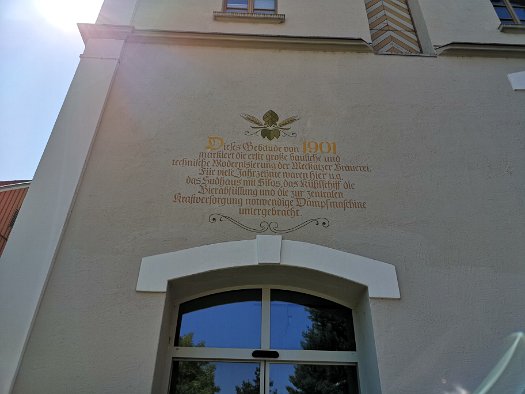 Dieses Gebäude von 1901
markiert die erste große bauliche und
technische Modernisierung der Meckatzer Brauerei.
Für viele Jahrzehnte waren hier u.a.
das Sudhaus mit Silos, das Kühlschiff, die
Bierabfüllung und die zur zentralen
Kraftversorgung notwendige Dampfmaschine
untergebracht.